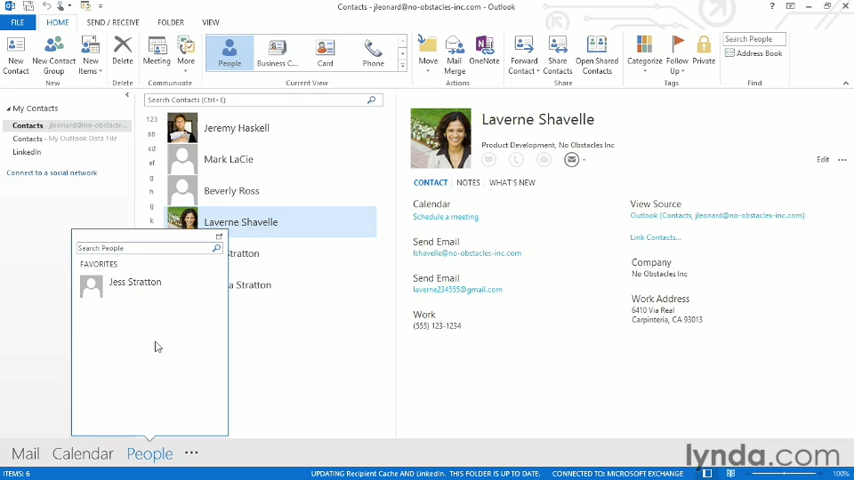 Contacts - jleonard@no-obstacles-inc.com - Outlook
FILE HOME SEND / RECEIVE FOLDER VIEW
New Contact
New Contact Group
New Items
Delete
Meeting
More
People
Business C...
Card
Phone
Move
Mail Merge
OneNote
Forward Contact
Share Contacts
Open Shared Contacts
Categorize
Follow Up
Private
Search People
Address Book
New
Delete
Communicate
Current View
Actions
Share
Tags
Find
My Contacts
Contacts - jleonard@no-obstacle...
Contacts - My Outlook Data File
LinkedIn
Connect to a social network
Search Contacts (Ctrl+E)
123
ab
cd
ef
g
h
ij
k
Jeremy Haskell
Mark LaCie
Beverly Ross
Laverne Shavelle
Stratton
a Stratton
Search People
FAVORITES
Jess Stratton
Laverne Shavelle
Product Development, No Obstacles Inc
Edit ...
CONTACT NOTES WHAT'S NEW
Calendar
Schedule a meeting
Send Email
lshavelle@no-obstacles-inc.com
Send Email
laverne234555@gmail.com
Work
(555) 123-1234
View Source
Outlook (Contacts, jleonard@no-obstacles-inc.com)
Link Contacts...
Company
No Obstacles Inc
Work Address
6410 Via Real
Carpinteria, CA 93013
Mail Calendar People ...
lynda.com
ITEMS: 6
UPDATING Recipient Cache AND LinkedIn.
THIS FOLDER IS UP TO DATE.
CONNECTED TO: MICROSOFT EXCHANGE
100%